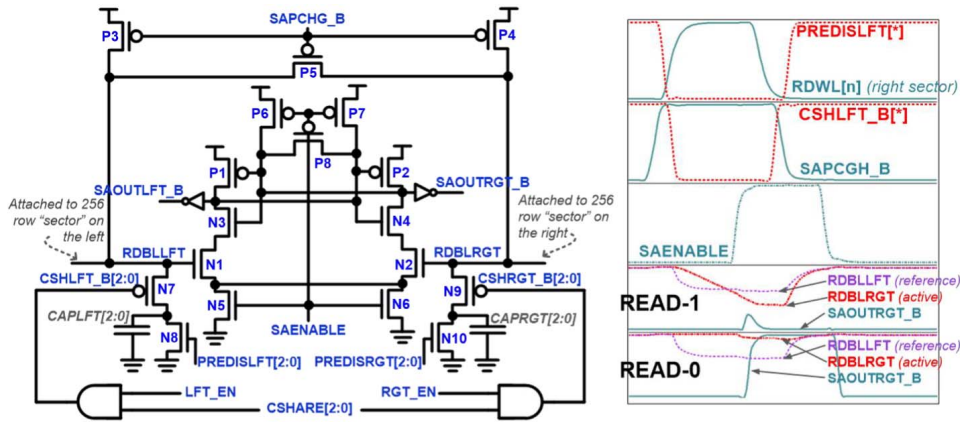 SAPCHG_B
P3
P4
P5
P6
P7
P8
P1
P2
SAOUTLFT_B
SAOUTRGT_B
Attached to 256
row “sector” on
the left
Attached to 256
row “sector” on
the right
N3
N4
RDBLLFT
N1
N2
RDBLRGT
CSHLFT_B[2:0]
CSHRGT_B[2:0]
N7
N5
N6
N9
CAPLFT[2:0]
SAENABLE
CAPRGT[2:0]
N8
N10
PREDISLFT[2:0]
PREDISRGT[2:0]
LFT_EN
RGT_EN
CSHARE[2:0]
PREDISLFT[*]
RDWL[n] (right sector)
CSHLFT_B[*]
SAPCGH_B
SAENABLE
READ-1
RDBLLFT (reference)
RDBLRGT (active)
SAOUTRGT_B
READ-0
RDBLLFT (reference)
RDBLRGT (active)
SAOUTRGT_B